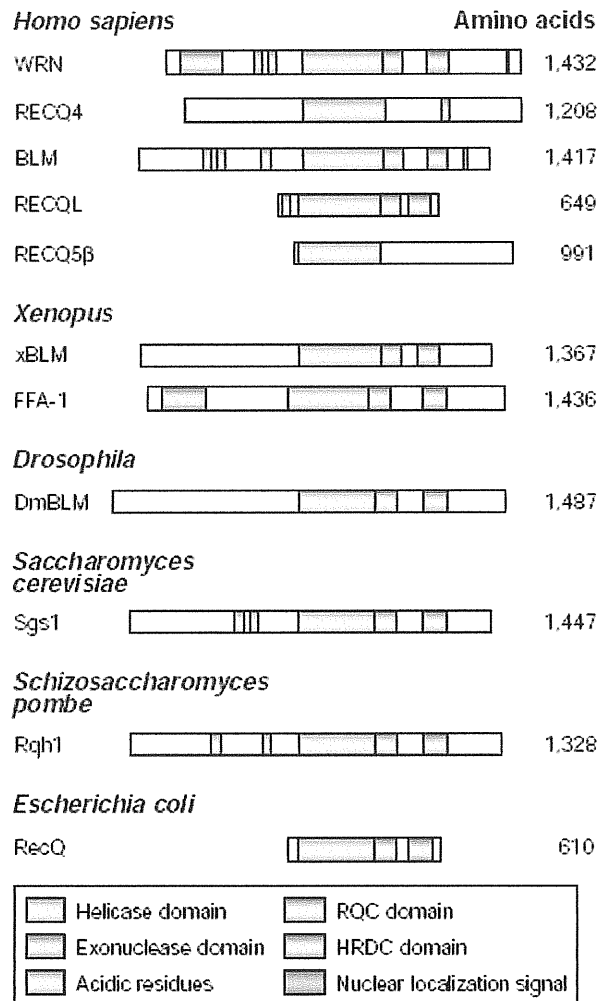 Homo sapiens Amino acids
WRN 1,432
RECQ4 1,208
BLM 1,417
RECQL 649
RECQ5β 991
Xenopus
xBLM 1,367
FFA-1 1,436
Drosophila
DmBLM 1,487
Saccharomyces
cerevisiae
Sgs1 1,447
Schizosaccharomyces
pombe
Rqh1 1,328
Escherichia coli
RecQ 610
Helicase domain RQC domain
Exonuclease domain HRDC domain
Acidic residues Nuclear localization signal